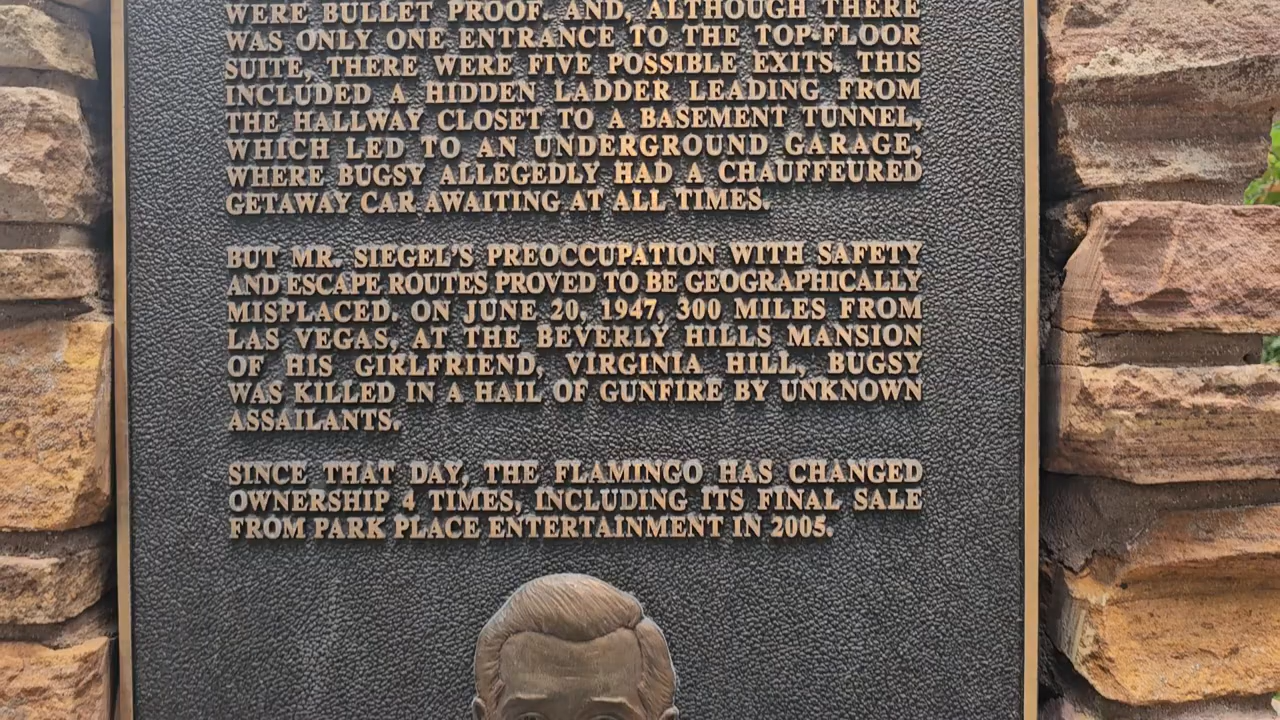 WERE BULLET PROOF. AND, ALTHOUGH THERE
WAS ONLY ONE ENTRANCE TO THE TOP-FLOOR
SUITE, THERE WERE FIVE POSSIBLE EXITS. THIS
INCLUDED A HIDDEN LADDER LEADING FROM
THE HALLWAY CLOSET TO A BASEMENT TUNNEL,
WHICH LED TO AN UNDERGROUND GARAGE,
WHERE BUGSY ALLEGEDLY HAD A CHAUFFEURED
GETAWAY CAR AWAITING AT ALL TIMES.
BUT MR. SIEGEL'S PREOCCUPATION WITH SAFETY
AND ESCAPE ROUTES PROVED TO BE GEOGRAPHICALLY
MISPLACED. ON JUNE 20, 1947, 300 MILES FROM
LAS VEGAS, AT THE BEVERLY HILLS MANSION
OF HIS GIRLFRIEND, VIRGINIA HILL, BUGSY
WAS KILLED IN A HAIL OF GUNFIRE BY UNKNOWN
ASSAILANTS.
SINCE THAT DAY, THE FLAMINGO HAS CHANGED
OWNERSHIP 4 TIMES, INCLUDING ITS FINAL SALE
FROM PARK PLACE ENTERTAINMENT IN 2005.